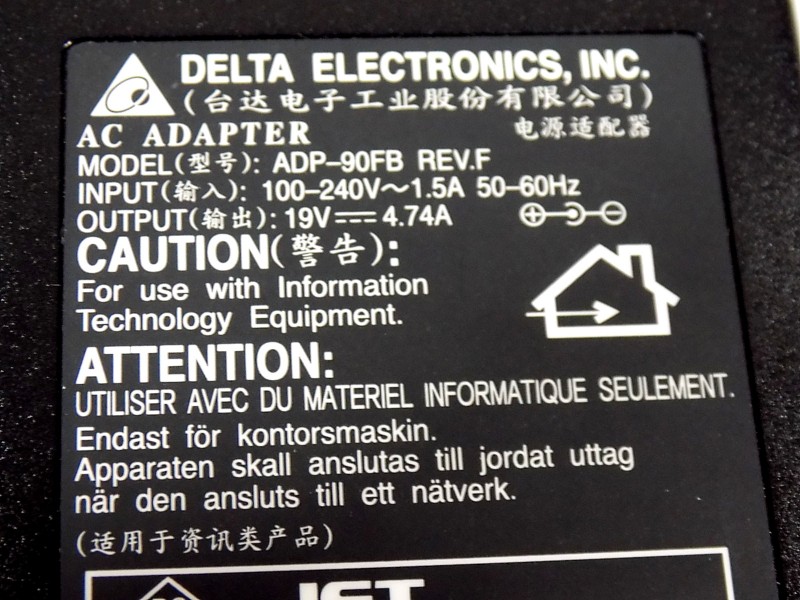 DELTA ELECTRONICS, INC.
(台达电子工业股份有限公司)
AC ADAPTER 电源适配器
MODEL(型号): ADP-90FB REV.F
INPUT(输入): 100-240V～1.5A 50-60Hz
OUTPUT(输出): 19V⎓4.74A
CAUTION(警告):
For use with Information
Technology Equipment.
ATTENTION:
UTILISER AVEC DU MATERIEL INFORMATIQUE SEULEMENT.
Endast för kontorsmaskin.
Apparaten skall anslutas till jordat uttag
när den ansluts till ett nätverk.
(适用于资讯类产品)